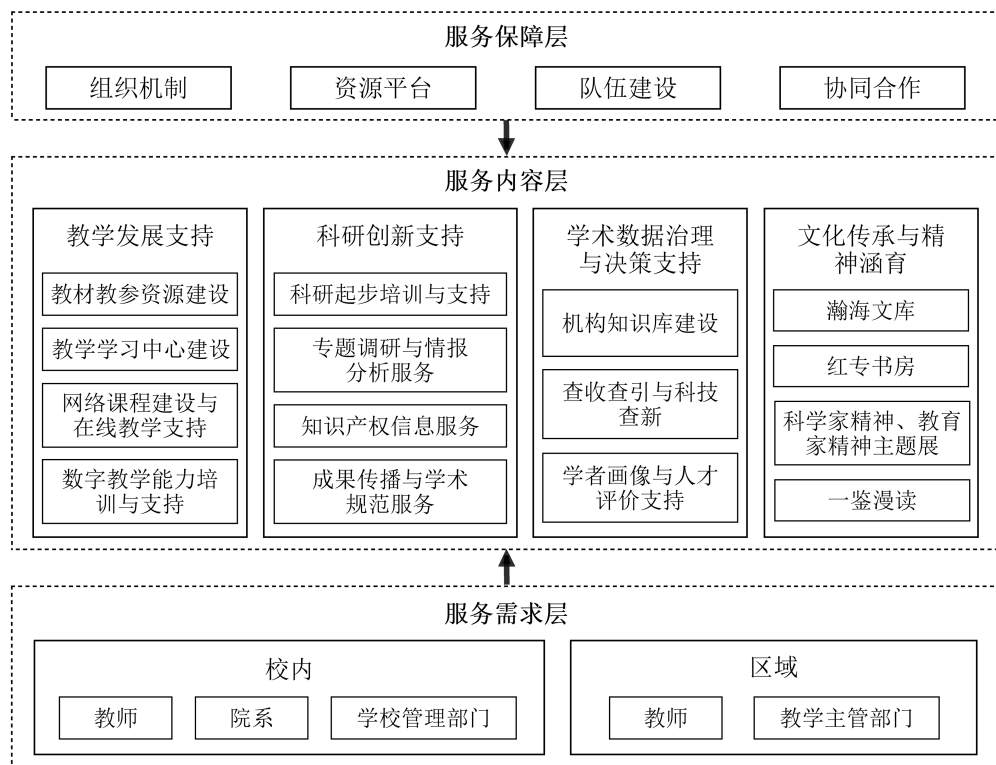 服务保障层
组织机制
资源平台
队伍建设
协同合作
服务内容层
教学发展支持
教材教参资源建设
教学学习中心建设
网络课程建设与
在线教学支持
数字教学能力培
训与支持
科研创新支持
科研起步培训与支持
专题调研与情报
分析服务
知识产权信息服务
成果传播与学术
规范服务
学术数据治理
与决策支持
机构知识库建设
查收查引与科技
查新
学者画像与人才
评价支持
文化传承与精
神涵育
瀚海文库
红专书房
科学家精神、教育
家精神主题展
一鉴漫读
服务需求层
校内
教师
院系
学校管理部门
区域
教师
教学主管部门